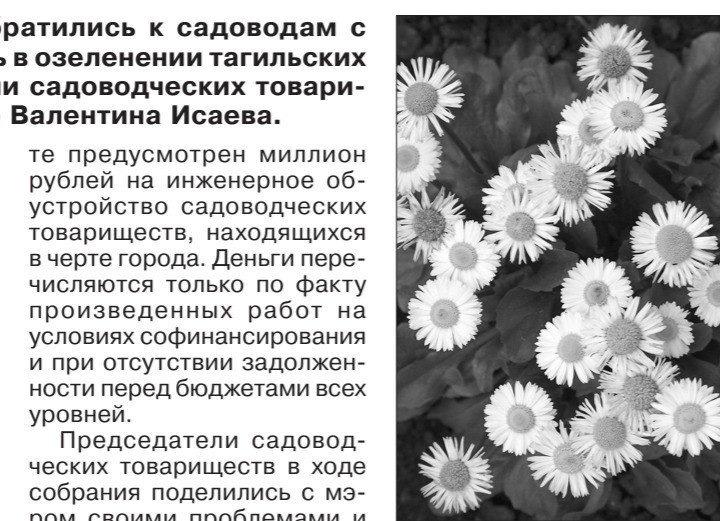 братились к садоводам с
ь в озеленении тагильских
и садоводческих товари-
Валентина Исаева.
те предусмотрен миллион
рублей на инженерное об-
устройство садоводческих
товариществ, находящихся
в черте города. Деньги пере-
числяются только по факту
произведенных работ на
условиях софинансирования
и при отсутствии задолжен-
ности перед бюджетами всех
уровней.
Председатели садовод-
ческих товариществ в ходе
собрания поделились с мэ-
ром своими проблемами и